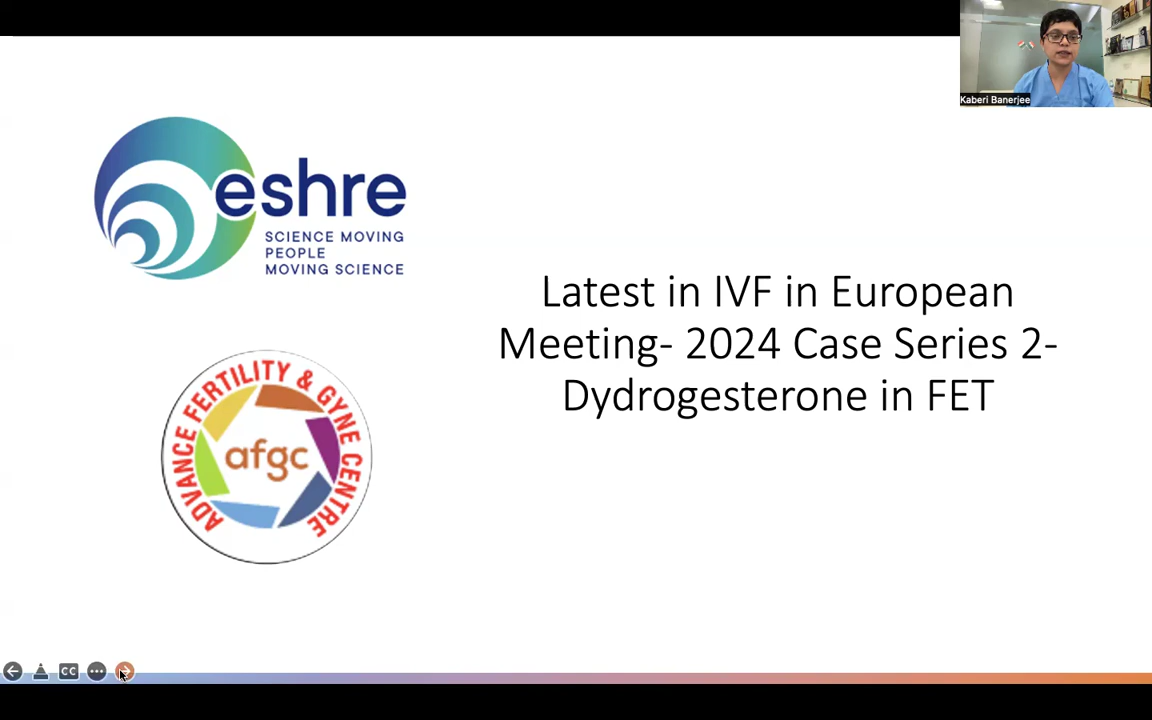 Kaberi Banerjee
eshre
SCIENCE MOVING
PEOPLE
MOVING SCIENCE
Latest in IVF in European
Meeting- 2024 Case Series 2-
Dydrogesterone in FET
ADVANCE FERTILITY & GYNE CENTRE
afgc
CC